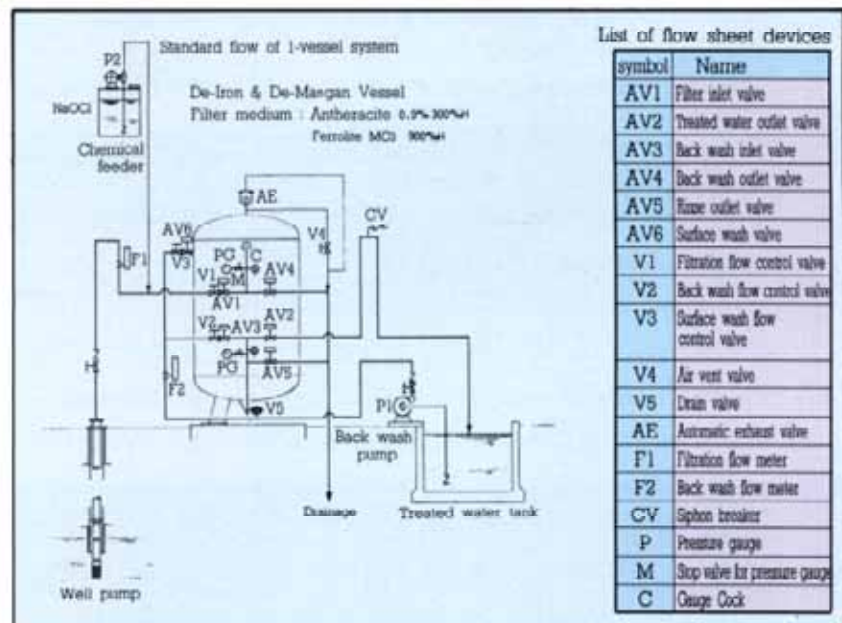 Standard flow of 1-vessel system
De-Iron & De-Mangan Vessel
Filter medium : Antheracite
Ferrolite MC3
P2
NaOCl
Chemical
feeder
AE
CV
F1
AV6
V3
V4
PG
C
M
V1
AV4
AV1
V2
AV3
AV2
PG
AV5
F2
V5
P1
Back wash
pump
Drainage
Treated water tank
Well pump
List of flow sheet devices
symbol Name
AV1 Filter inlet valve
AV2 Treated water outlet valve
AV3 Back wash inlet valve
AV4 Back wash outlet valve
AV5 Rinse outlet valve
AV6 Surface wash valve
V1 Filtration flow control valve
V2 Back wash flow control valve
V3 Surface wash flow
control valve
V4 Air vent valve
V5 Drain valve
AE Automatic exhaust valve
F1 Filtration flow meter
F2 Back wash flow meter
CV Siphon breaker
P Pressure gauge
M Stop valve for pressure gauge
C Gauge Cock